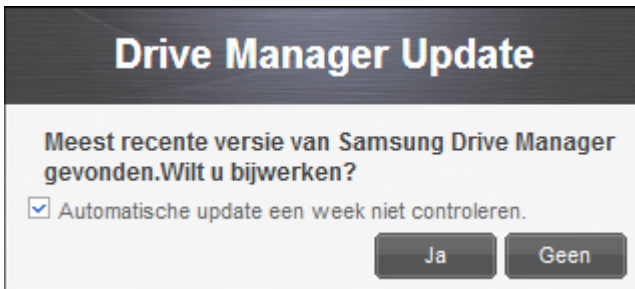 Drive Manager Update
Meest recente versie van Samsung Drive Manager
gevonden.Wilt u bijwerken?
Automatische update een week niet controleren.
Ja
Geen